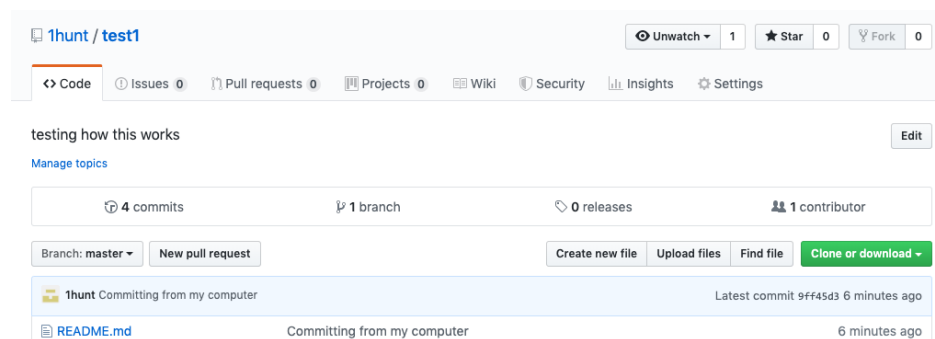 1hunt / test1
Unwatch 1 Star 0 Fork 0
Code Issues 0 Pull requests 0 Projects 0 Wiki Security Insights Settings
testing how this works Edit
Manage topics
4 commits 1 branch 0 releases 1 contributor
Branch: master New pull request Create new file Upload files Find file Clone or download
1hunt Committing from my computer Latest commit 9ff45d3 6 minutes ago
README.md Committing from my computer 6 minutes ago